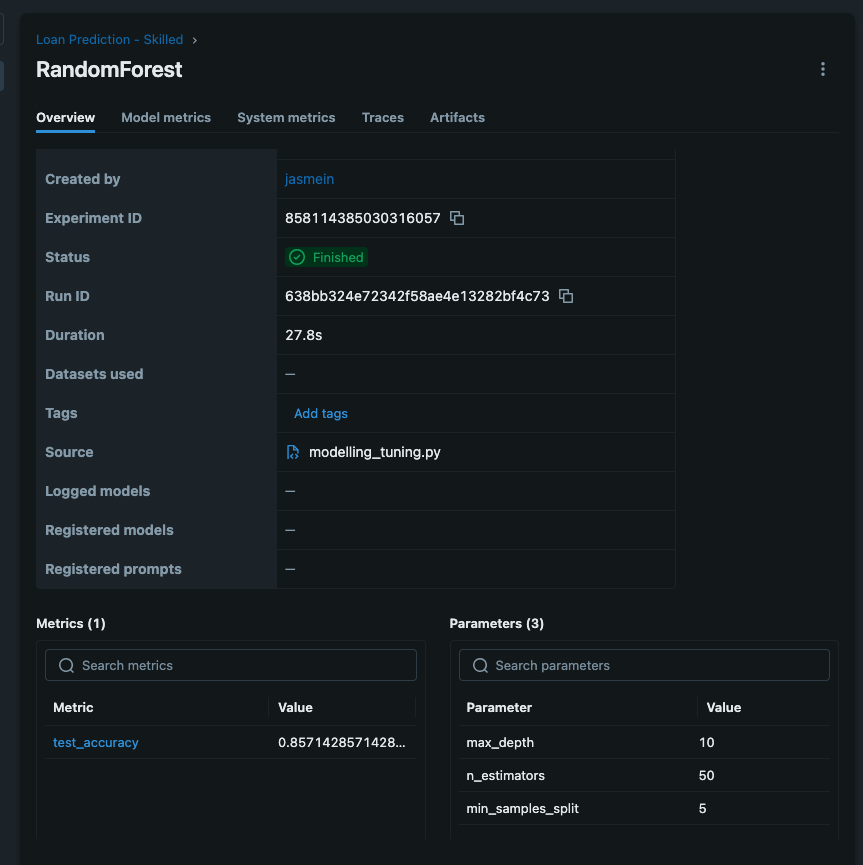 Loan Prediction - Skilled ›
RandomForest
Overview Model metrics System metrics Traces Artifacts
Created by jasmein
Experiment ID 858114385030316057
Status Finished
Run ID 638bb324e72342f58ae4e13282bf4c73
Duration 27.8s
Datasets used —
Tags Add tags
Source modelling_tuning.py
Logged models —
Registered models —
Registered prompts —
Metrics (1) Parameters (3)
Search metrics Search parameters
Metric Value Parameter Value
test_accuracy 0.8571428571428... max_depth 10
n_estimators 50
min_samples_split 5